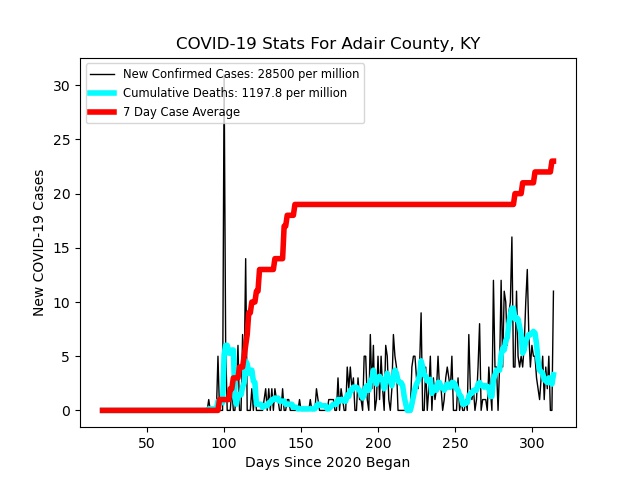 COVID-19 Stats For Adair County, KY
New Confirmed Cases: 28500 per million
Cumulative Deaths: 1197.8 per million
7 Day Case Average
30
25
20
15
10
5
0
New COVID-19 Cases
50
100
150
200
250
300
Days Since 2020 Began